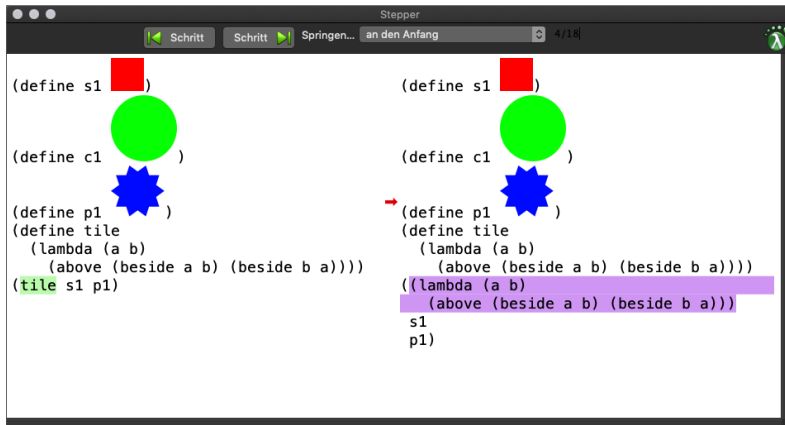 Stepper
Schritt Schritt Springen... an den Anfang 4/18
(define s1 )
(define c1 )
(define p1 )
(define tile
(lambda (a b)
(above (beside a b) (beside b a))))
(tile s1 p1)
(define s1 )
(define c1 )
(define p1 )
(define tile
(lambda (a b)
(above (beside a b) (beside b a))))
((lambda (a b)
(above (beside a b) (beside b a)))
s1
p1)